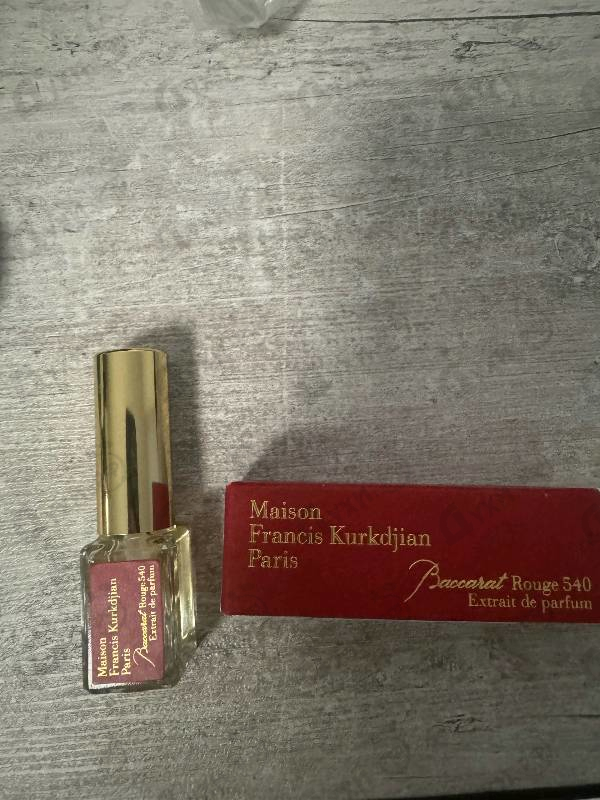 Maison
Francis Kurkdjian
Paris
Baccarat Rouge 540
Extrait de parfum
Maison
Francis Kurkdjian
Paris
Baccarat Rouge 540
Extrait de parfum